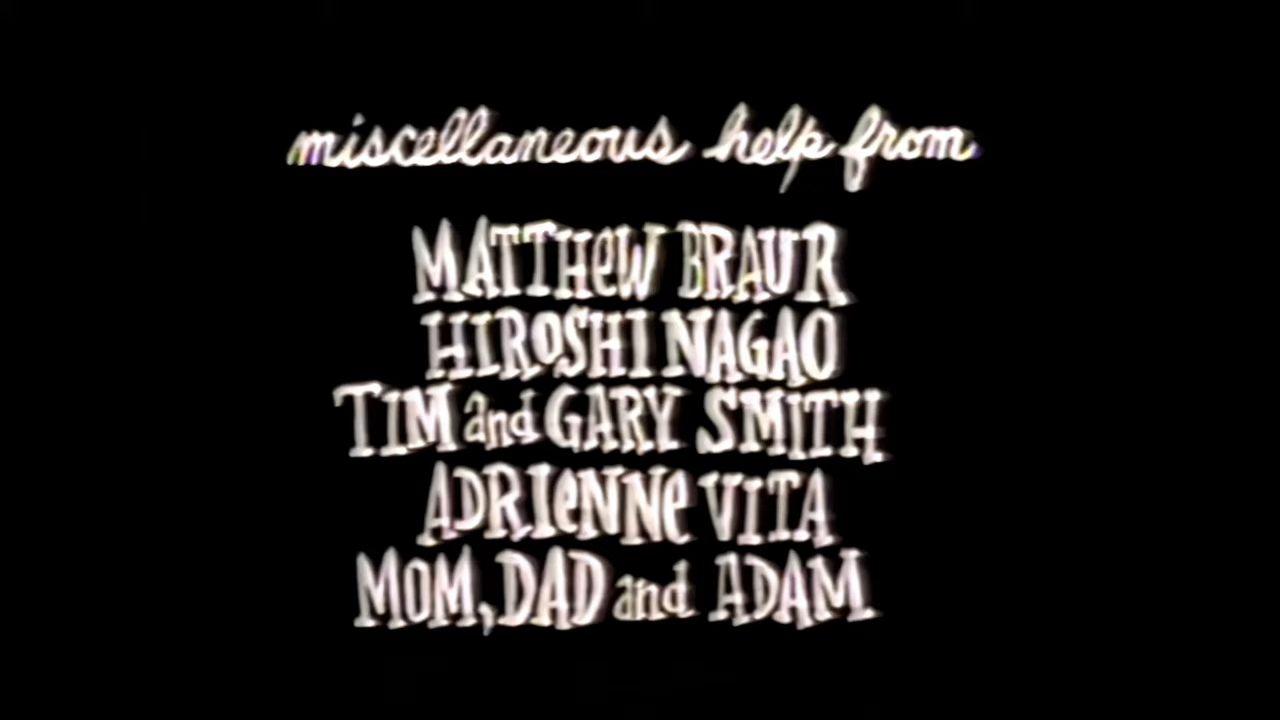 miscellaneous help from
MATTHeW BRAUR
HIROSHI NAGAO
TIM and GARY SMITH
ADRIeNNe VITA
MOM, DAD and ADAM